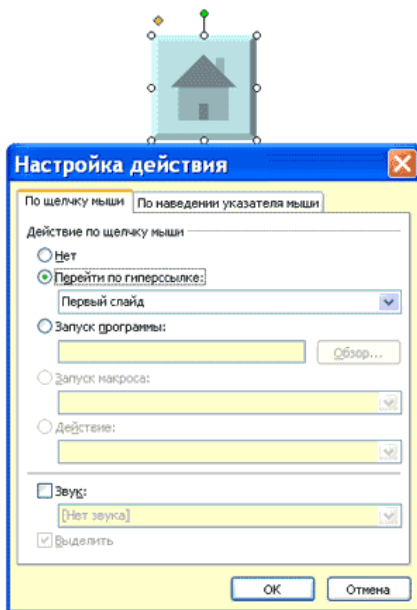 Настройка действия
По щелчку мыши
По наведении указателя мыши
Действие по щелчку мыши
Нет
Перейти по гиперссылке:
Первый слайд
Запуск программы:
Обзор...
Запуск макроса:
Действие:
Звук:
[Нет звука]
Выделить
ОК
Отмена